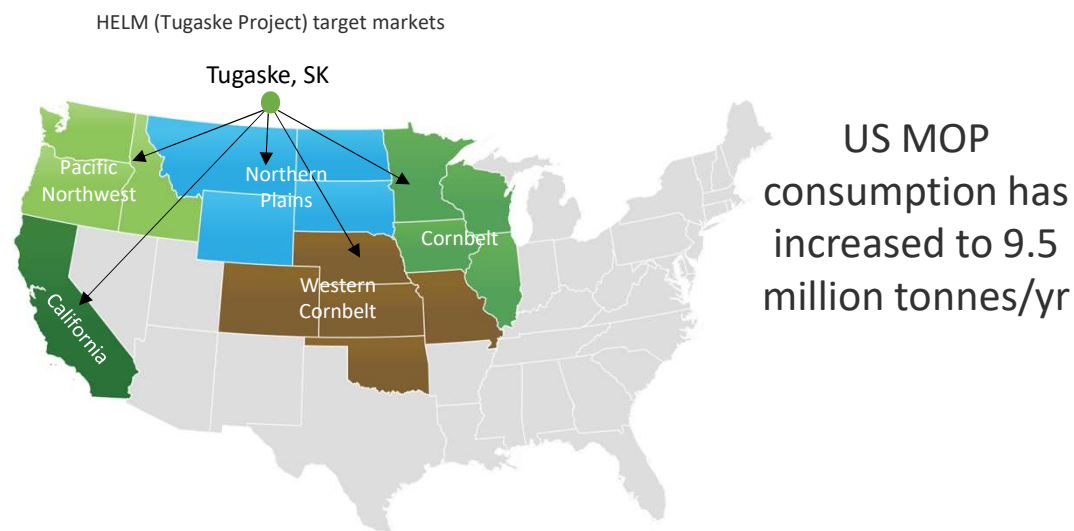 HELM (Tugaske Project) target markets
Tugaske, SK
Pacific
Northwest
Northern
Plains
Cornbelt
Western
Cornbelt
California
US MOP
consumption has
increased to 9.5
million tonnes/yr